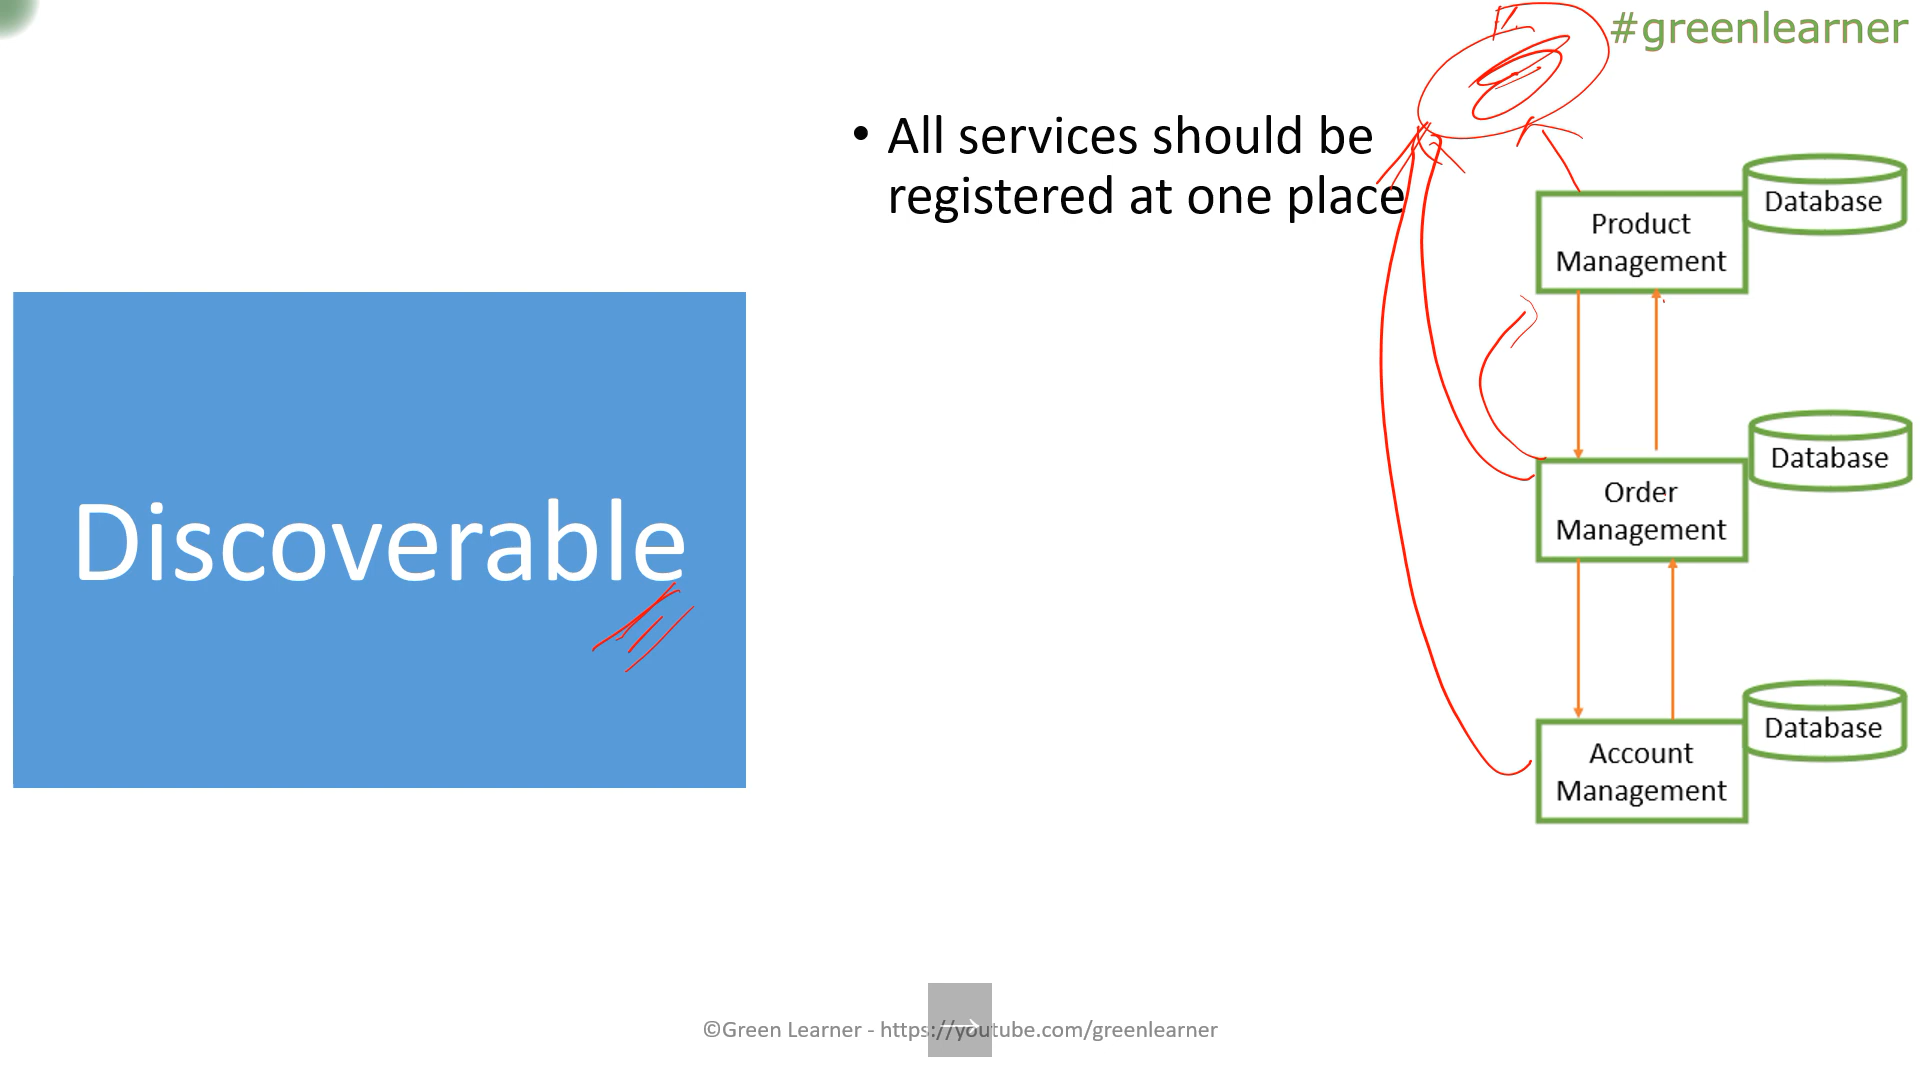 #greenlearner
• All services should be
registered at one place
Discoverable
Product
Management
Database
Order
Management
Database
Account
Management
Database
©Green Learner - https://youtube.com/greenlearner